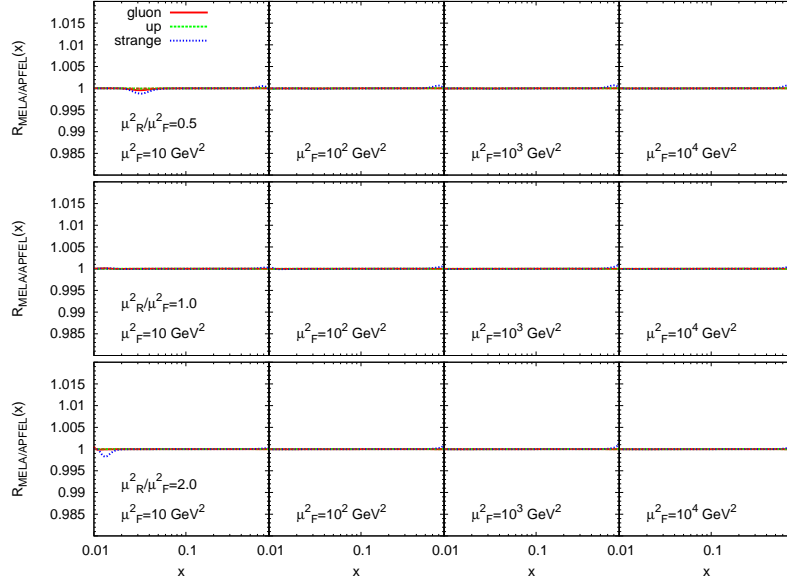 gluon
up
strange
R_MELA/APFEL(x)
1.015
1.01
1.005
1
0.995
0.99
0.985
μ²_R/μ²_F=0.5
μ²_F=10 GeV²
μ²_F=10² GeV²
μ²_F=10³ GeV²
μ²_F=10⁴ GeV²
R_MELA/APFEL(x)
1.015
1.01
1.005
1
0.995
0.99
0.985
μ²_R/μ²_F=1.0
μ²_F=10 GeV²
μ²_F=10² GeV²
μ²_F=10³ GeV²
μ²_F=10⁴ GeV²
R_MELA/APFEL(x)
1.015
1.01
1.005
1
0.995
0.99
0.985
μ²_R/μ²_F=2.0
μ²_F=10 GeV²
μ²_F=10² GeV²
μ²_F=10³ GeV²
μ²_F=10⁴ GeV²
0.01 0.1 0.01 0.1 0.01 0.1 0.01 0.1
x x x x